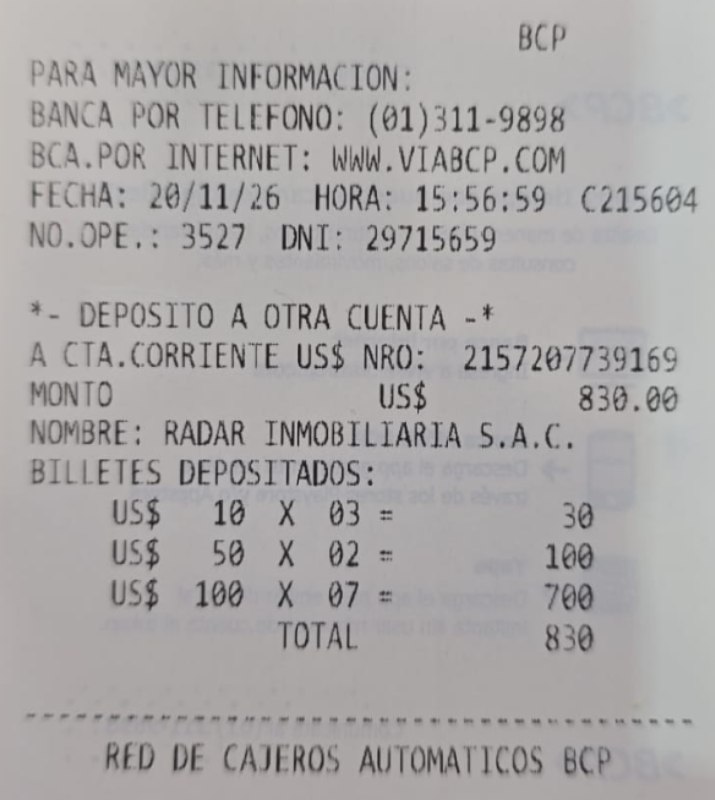 BCP
PARA MAYOR INFORMACION:
BANCA POR TELEFONO: (01)311-9898
BCA.POR INTERNET: WWW.VIABCP.COM
FECHA: 20/11/26 HORA: 15:56:59 C215604
NO.OPE.: 3527 DNI: 29715659
*- DEPOSITO A OTRA CUENTA -*
A CTA.CORRIENTE US$ NRO: 2157207739169
MONTO US$ 830.00
NOMBRE: RADAR INMOBILIARIA S.A.C.
BILLETES DEPOSITADOS:
US$ 10 X 03 = 30
US$ 50 X 02 = 100
US$ 100 X 07 = 700
TOTAL 830
--------------------------------
RED DE CAJEROS AUTOMATICOS BCP